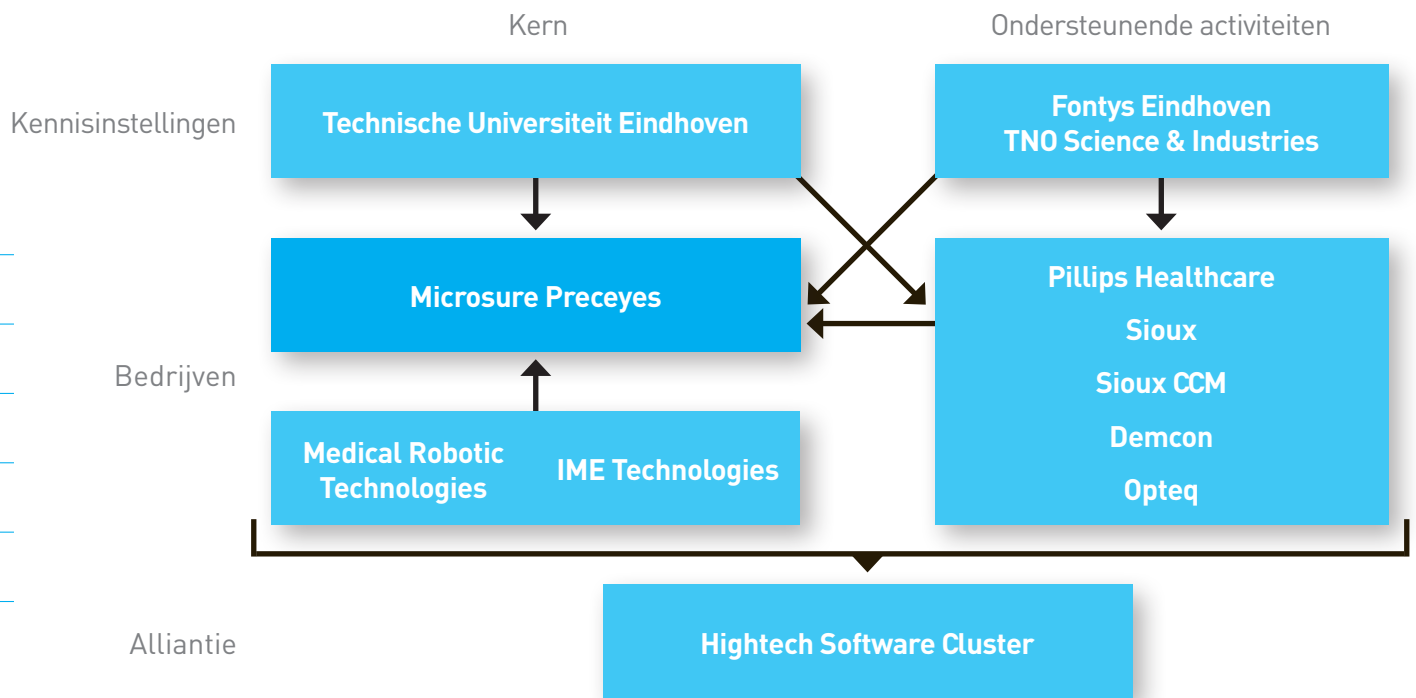 Kern
Ondersteunende activiteiten
Kennisinstellingen
Technische Universiteit Eindhoven
Fontys Eindhoven
TNO Science & Industries
Bedrijven
Microsure Preceyes
Medical Robotic
Technologies
IME Technologies
Pillips Healthcare
Sioux
Sioux CCM
Demcon
Opteq
Alliantie
Hightech Software Cluster